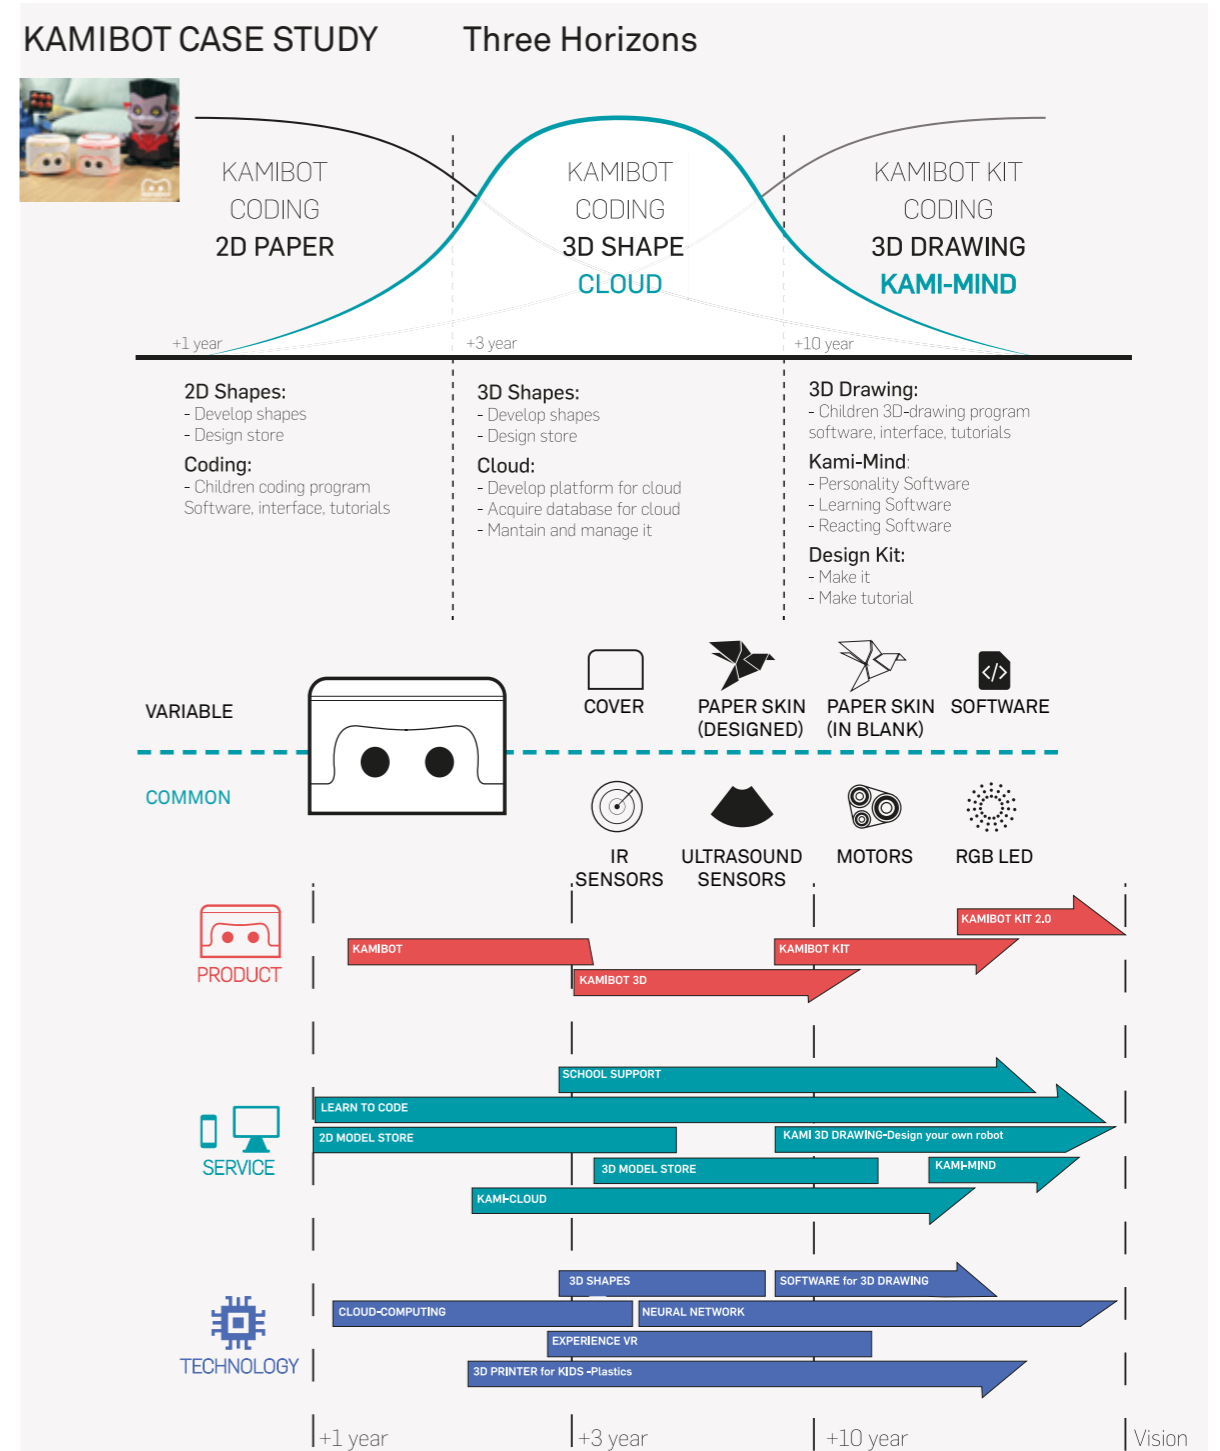 KAMIBOT CASE STUDY
Three Horizons
KAMIBOT
CODING
2D PAPER
KAMIBOT
CODING
3D SHAPE
CLOUD
KAMIBOT KIT
CODING
3D DRAWING
KAMI-MIND
+1 year
+3 year
+10 year
2D Shapes:
- Develop shapes
- Design store
Coding:
- Children coding program
Software, interface, tutorials
3D Shapes:
- Develop shapes
- Design store
Cloud:
- Develop platform for cloud
- Acquire database for cloud
- Mantain and manage it
3D Drawing:
- Children 3D-drawing program
software, interface, tutorials
Kami-Mind:
- Personality Software
- Learning Software
- Reacting Software
Design Kit:
- Make it
- Make tutorial
VARIABLE
COVER
PAPER SKIN
(DESIGNED)
PAPER SKIN
(IN BLANK)
</>
SOFTWARE
COMMON
IR
SENSORS
ULTRASOUND
SENSORS
MOTORS
RGB LED
PRODUCT
KAMIBOT
KAMIBOT 3D
KAMIBOT KIT
KAMIBOT KIT 2.0
SERVICE
SCHOOL SUPPORT
LEARN TO CODE
2D MODEL STORE
KAMI 3D DRAWING-Design your own robot
3D MODEL STORE
KAMI-MIND
KAMI-CLOUD
TECHNOLOGY
3D SHAPES
SOFTWARE for 3D DRAWING
CLOUD-COMPUTING
NEURAL NETWORK
EXPERIENCE VR
3D PRINTER for KIDS -Plastics
+1 year
+3 year
+10 year
Vision